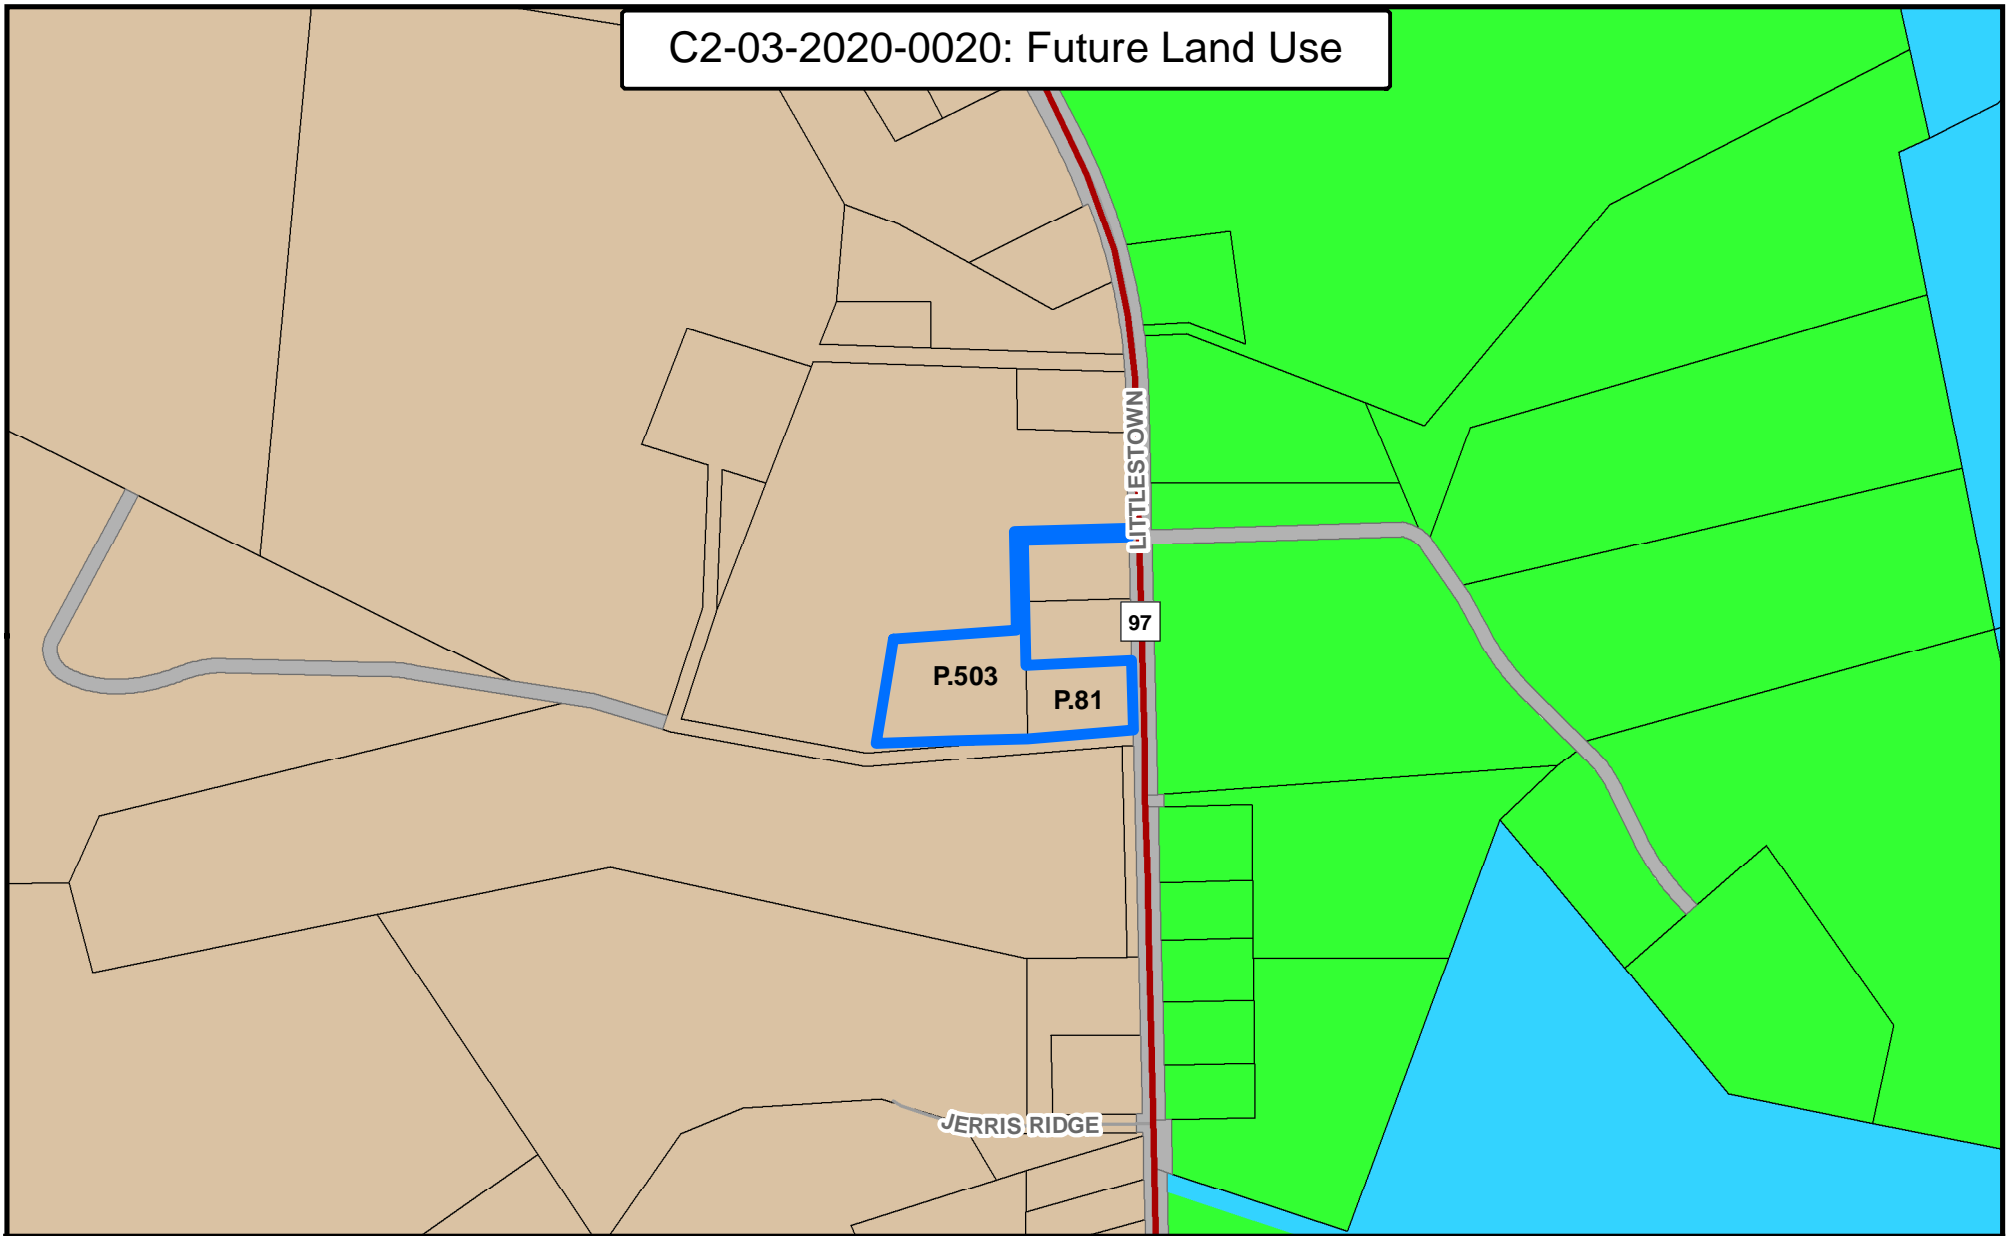 C2-03-2020-0020: Future Land Use
LITTLESTOWN
97
P.503
P.81
JERRIS RIDGE